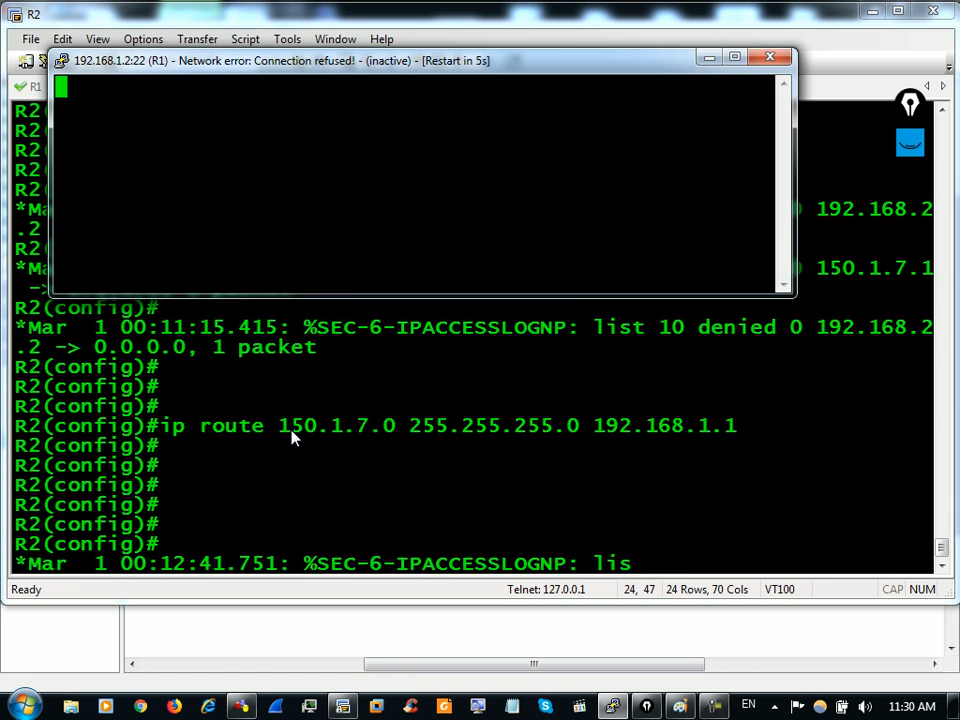 R2
File Edit View Options Transfer Script Tools Window Help
192.168.1.2:22 (R1) - Network error: Connection refused! - (inactive) - [Restart in 5s]
R1
R2(
R2(
R2(
R2(
R2(
*Ma 192.168.2
.2
R2(
*Ma 150.1.7.1
->
R2(config)#
*Mar 1 00:11:15.415: %SEC-6-IPACCESSLOGNP: list 10 denied 0 192.168.2
.2 -> 0.0.0.0, 1 packet
R2(config)#
R2(config)#
R2(config)#
R2(config)#ip route 150.1.7.0 255.255.255.0 192.168.1.1
R2(config)#
R2(config)#
R2(config)#
R2(config)#
R2(config)#
R2(config)#
*Mar 1 00:12:41.751: %SEC-6-IPACCESSLOGNP: lis
Ready Telnet: 127.0.0.1 24, 47 24 Rows, 70 Cols VT100 CAP NUM
EN 11:30 AM